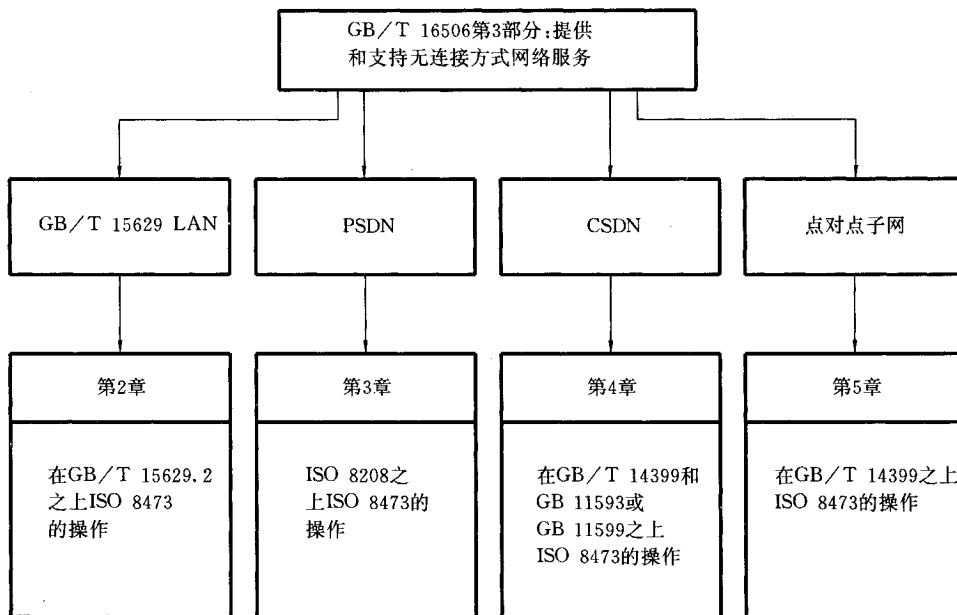 GB／T 16506第3部分:提供
和支持无连接方式网络服务
GB／T 15629 LAN
PSDN
CSDN
点对点子网
第2章
第3章
第4章
第5章
在GB／T 15629.2
之上ISO 8473
的操作
ISO 8208之
上ISO 8473的
操作
在GB／T 14399和
GB 11593或
GB 11599之上
ISO 8473的操作
在GB／T 14399之上
ISO 8473的操作